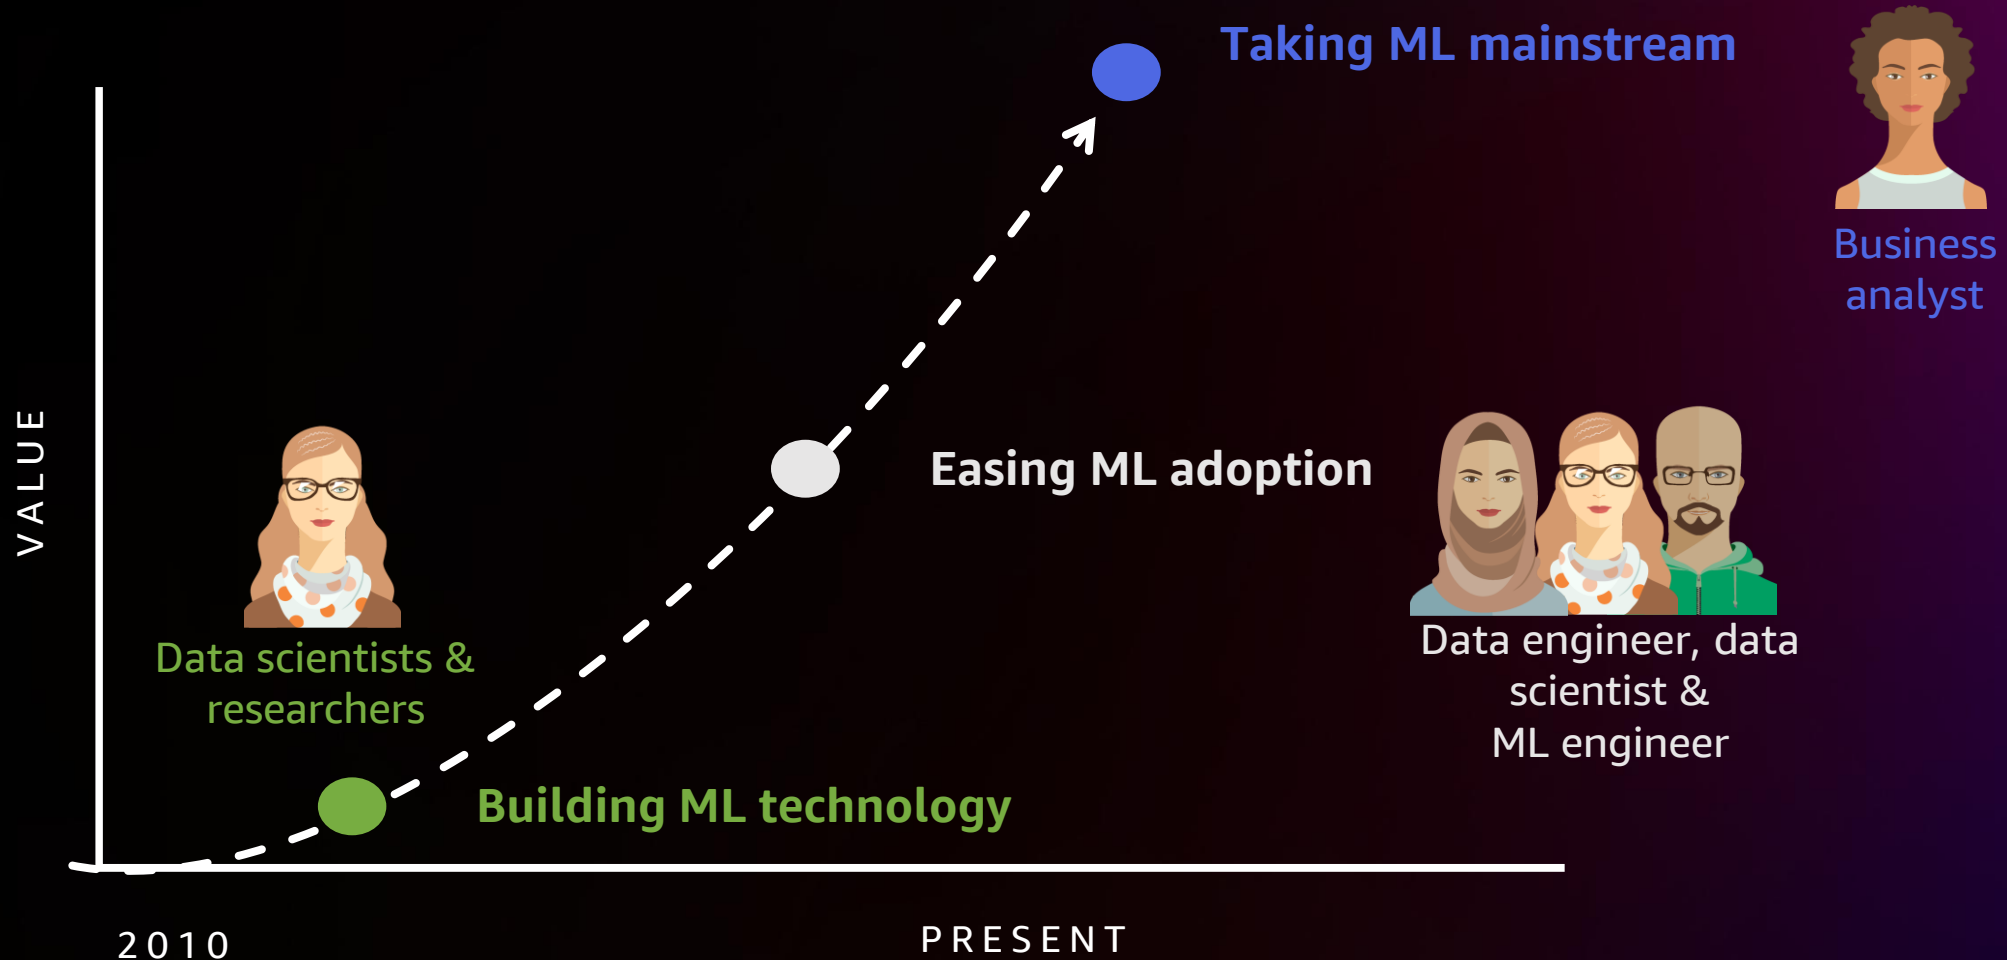 Taking ML mainstream
Business
analyst
VALUE
Easing ML adoption
Data engineer, data
scientist &
ML engineer
Data scientists &
researchers
Building ML technology
2010
PRESENT